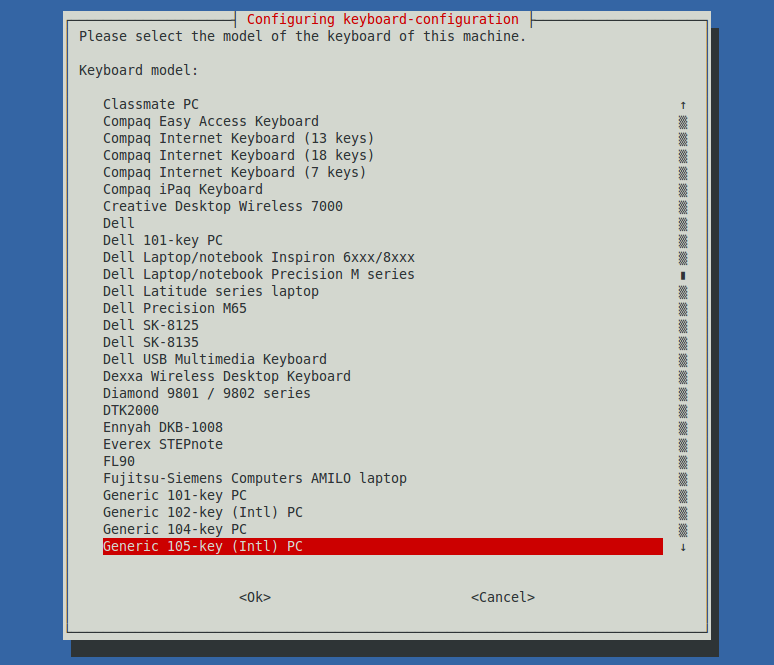 Configuring keyboard-configuration
Please select the model of the keyboard of this machine.
Keyboard model:
Classmate PC
Compaq Easy Access Keyboard
Compaq Internet Keyboard (13 keys)
Compaq Internet Keyboard (18 keys)
Compaq Internet Keyboard (7 keys)
Compaq iPaq Keyboard
Creative Desktop Wireless 7000
Dell
Dell 101-key PC
Dell Laptop/notebook Inspiron 6xxx/8xxx
Dell Laptop/notebook Precision M series
Dell Latitude series laptop
Dell Precision M65
Dell SK-8125
Dell SK-8135
Dell USB Multimedia Keyboard
Dexxa Wireless Desktop Keyboard
Diamond 9801 / 9802 series
DTK2000
Ennyah DKB-1008
Everex STEPnote
FL90
Fujitsu-Siemens Computers AMILO laptop
Generic 101-key PC
Generic 102-key (Intl) PC
Generic 104-key PC
Generic 105-key (Intl) PC
<Ok> <Cancel>